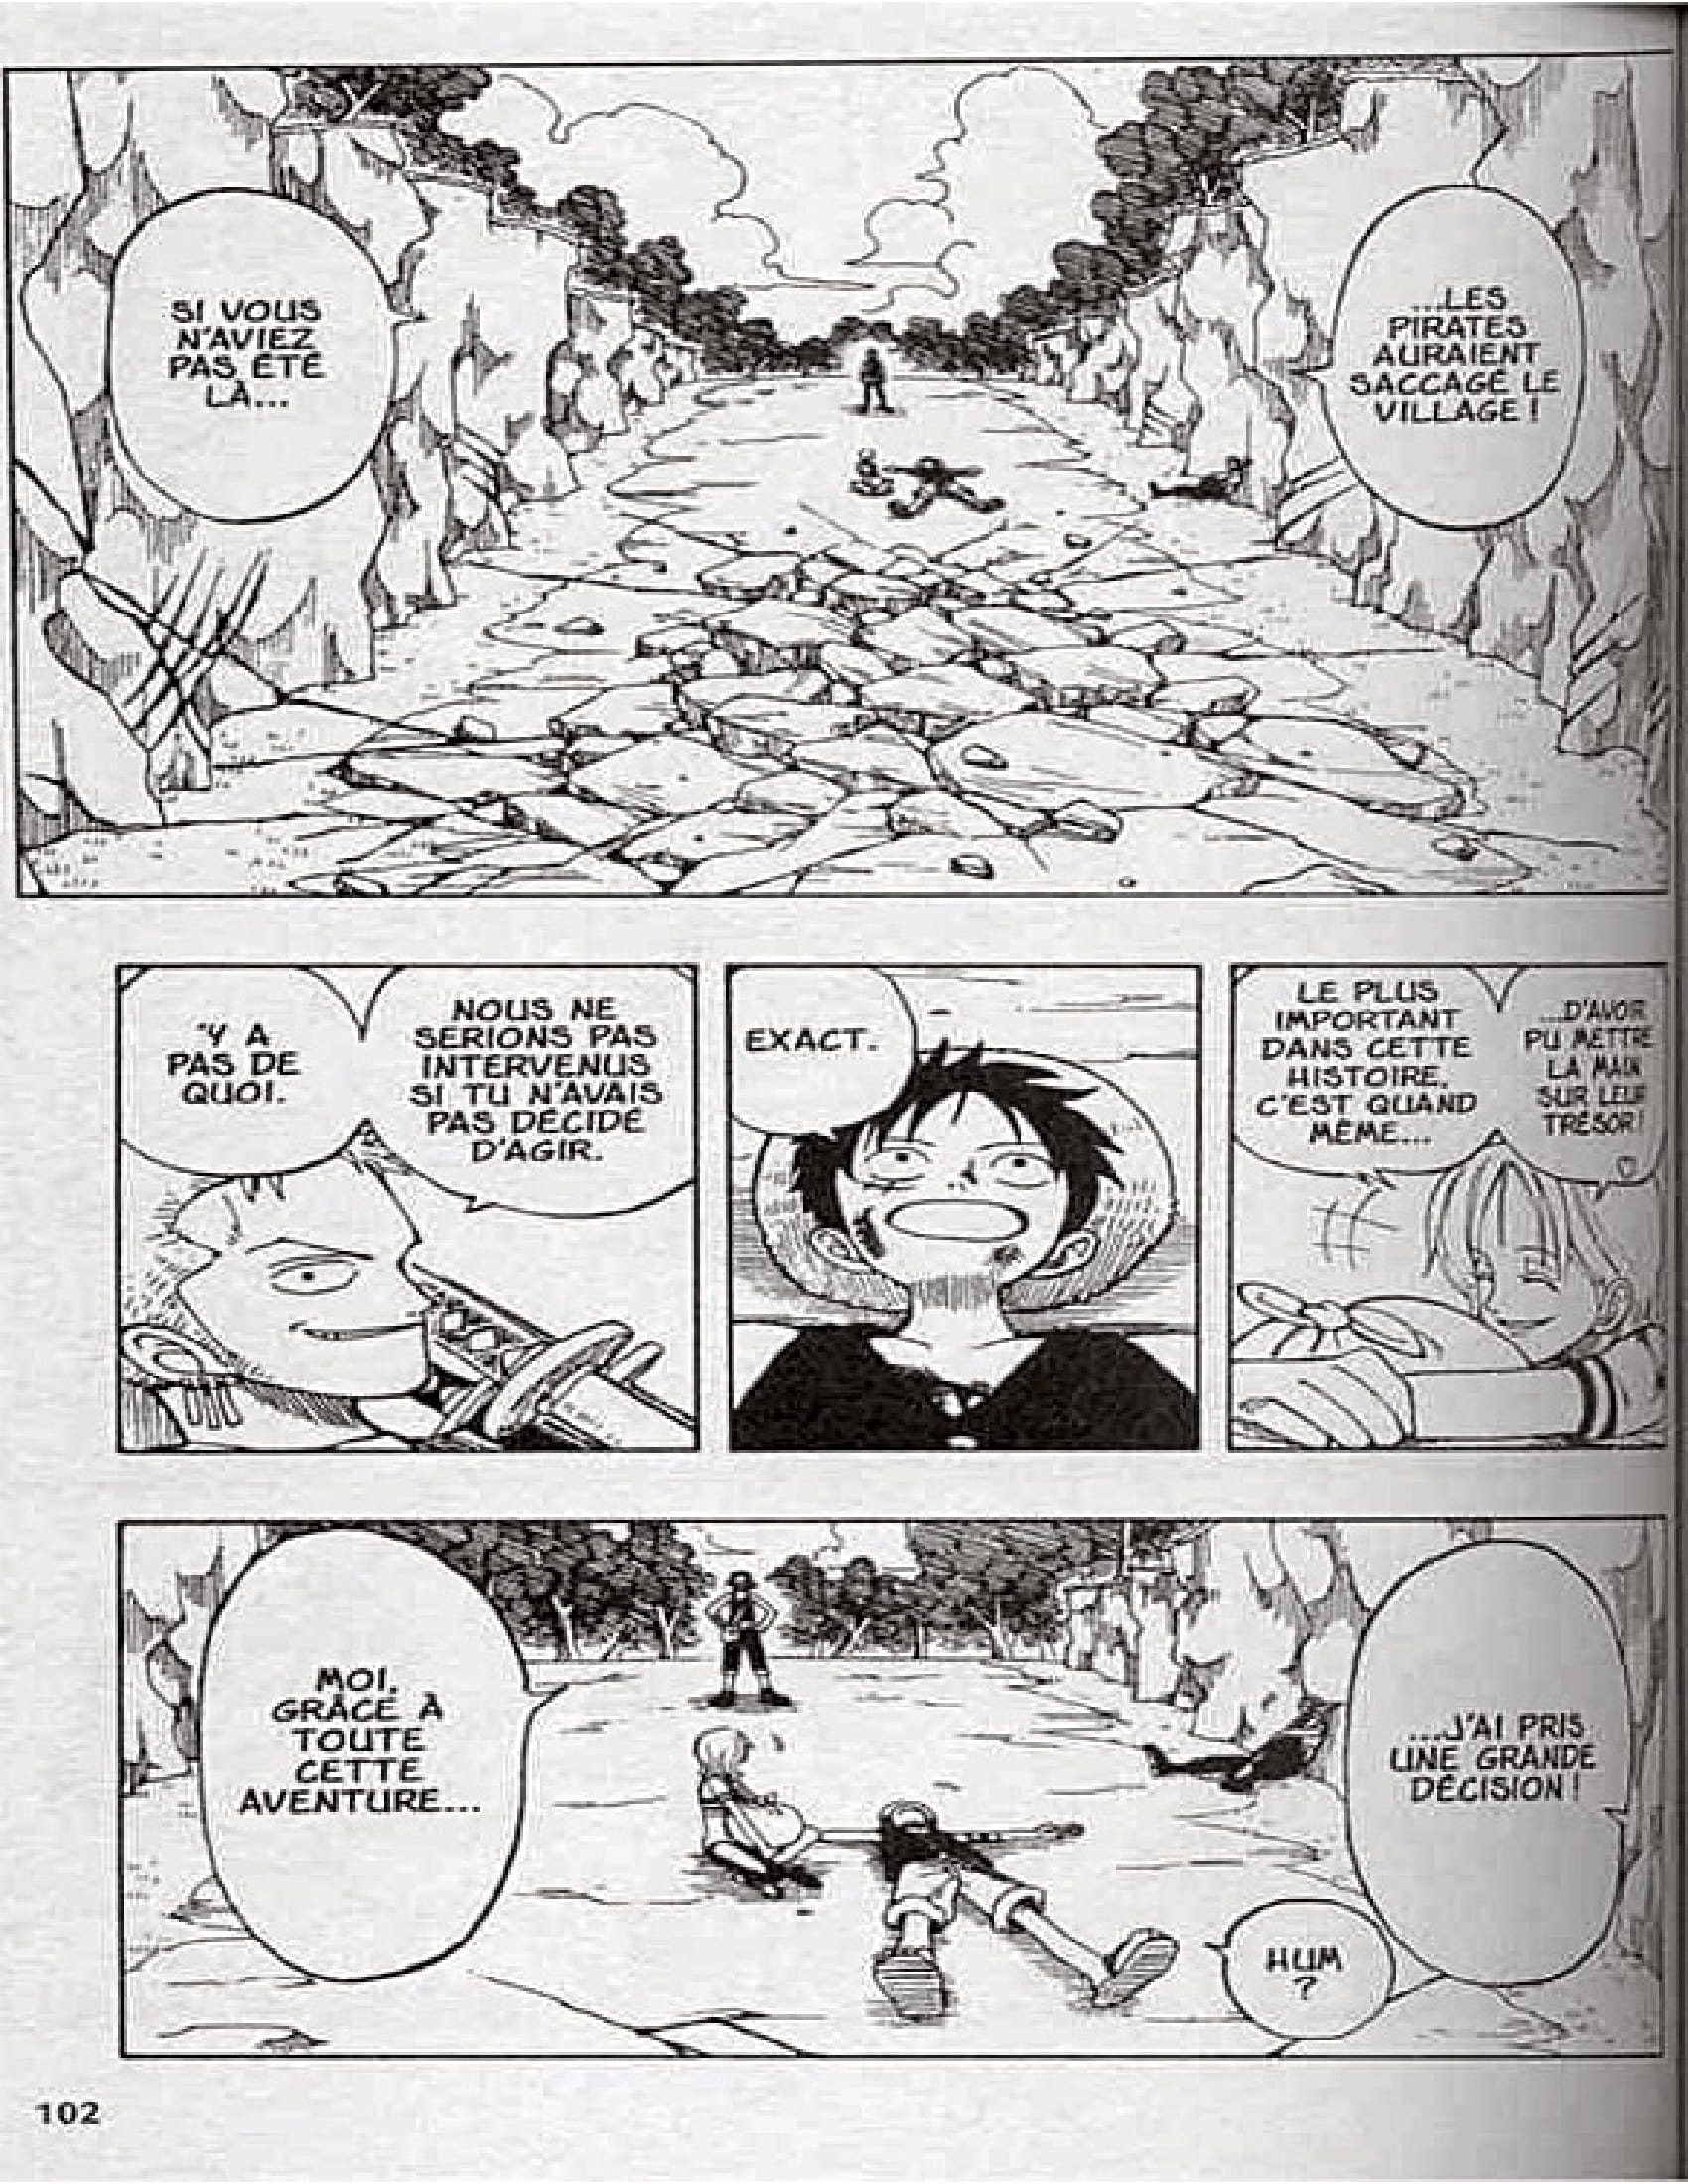 SI VOUS
N'AVIEZ
PAS ÉTÉ
LÀ...
...LES
PIRATES
AURAIENT
SACCAGÉ LE
VILLAGE !
'Y A
PAS DE
QUOI.
NOUS NE
SERIONS PAS
INTERVENUS
SI TU N'AVAIS
PAS DÉCIDÉ
D'AGIR.
EXACT.
LE PLUS
IMPORTANT
DANS CETTE
HISTOIRE,
C'EST QUAND
MÊME...
...D'AVOIR
PU METTRE
LA MAIN
SUR LEUR
TRÉSOR !
MOI,
GRÂCE À
TOUTE
CETTE
AVENTURE...
...J'AI PRIS
UNE GRANDE
DÉCISION !
HUM
?
102